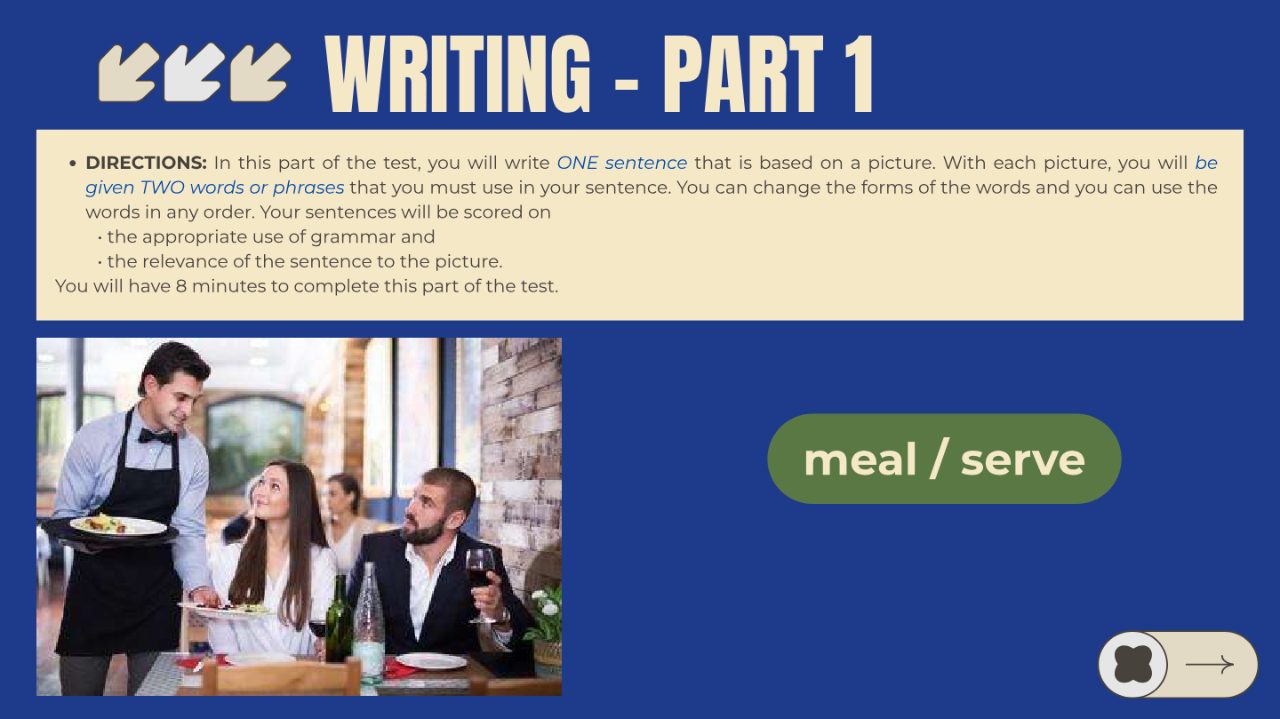 WRITING - PART 1
• DIRECTIONS: In this part of the test, you will write ONE sentence that is based on a picture. With each picture, you will be
given TWO words or phrases that you must use in your sentence. You can change the forms of the words and you can use the
words in any order. Your sentences will be scored on
• the appropriate use of grammar and
• the relevance of the sentence to the picture.
You will have 8 minutes to complete this part of the test.
meal / serve